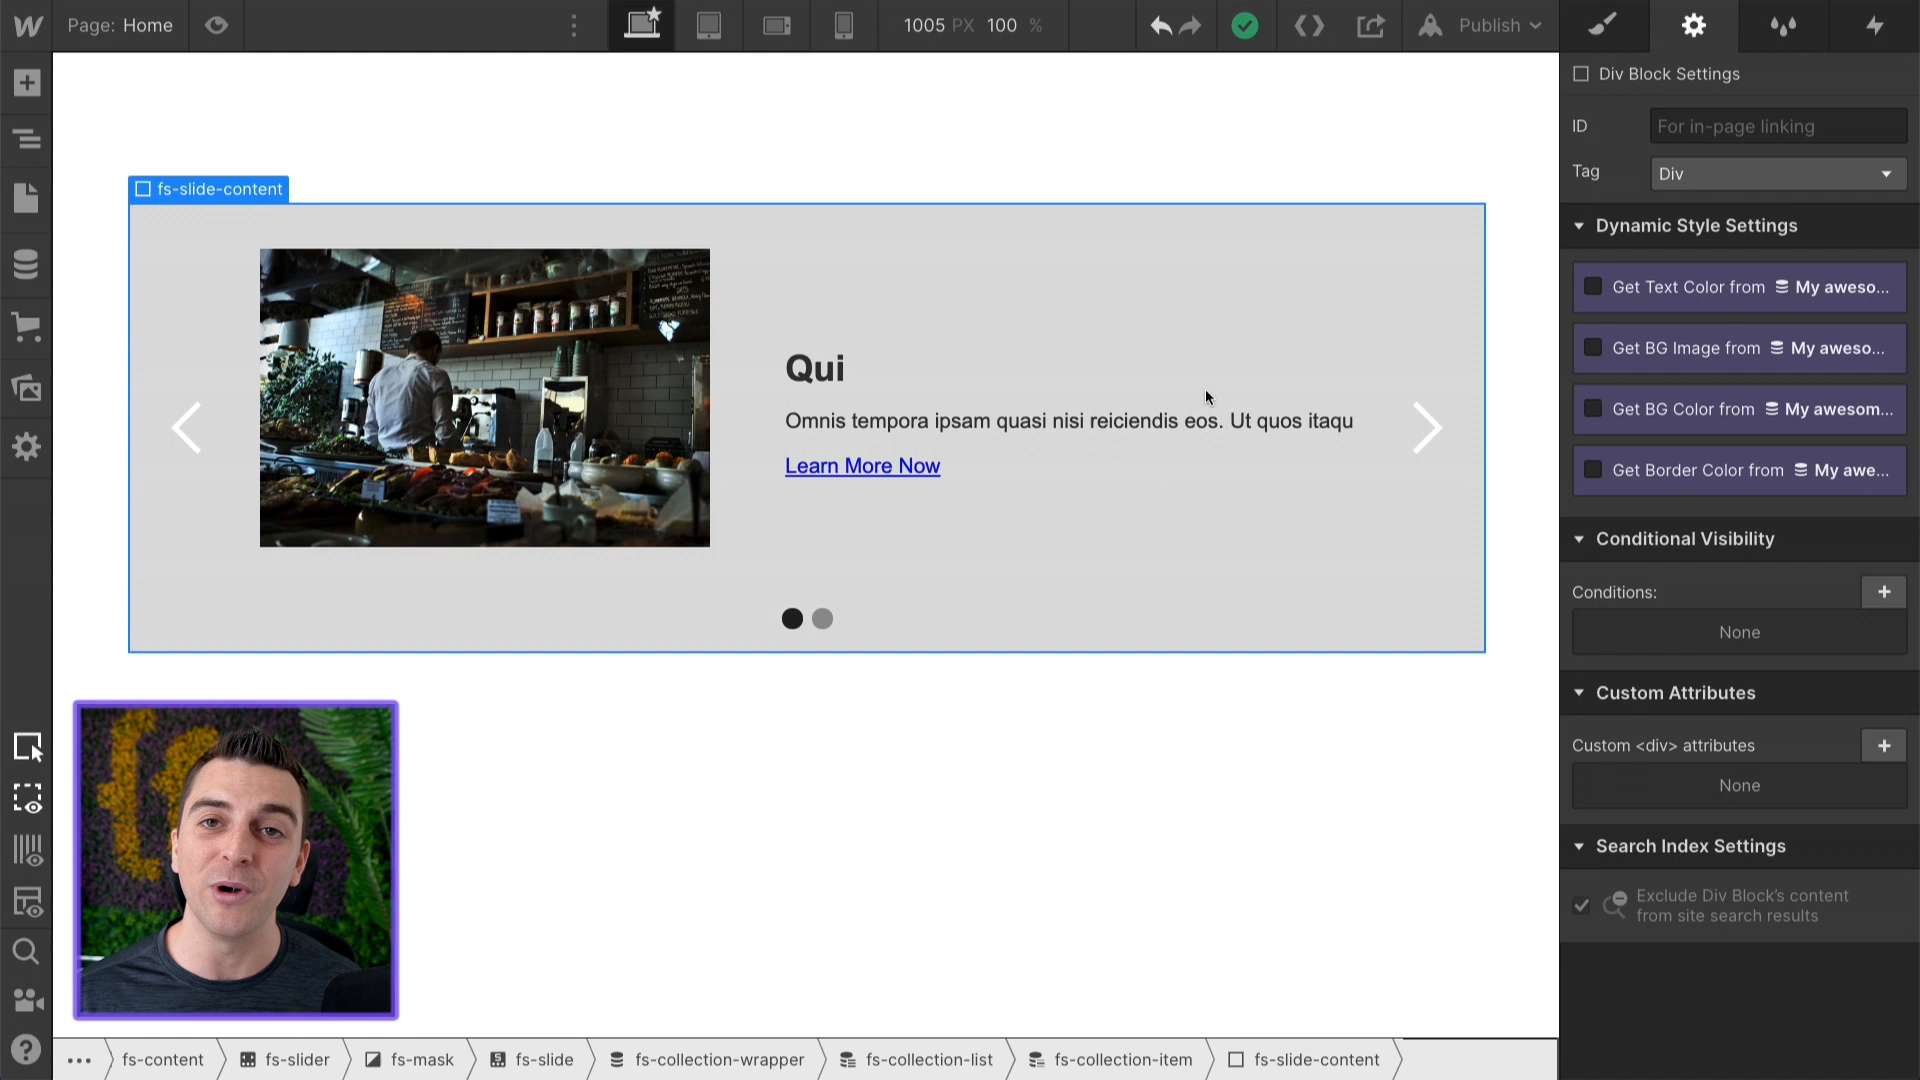 Page: Home
1005 PX 100 %
Publish
Div Block Settings
ID
For in-page linking
Tag
Div
Dynamic Style Settings
Get Text Color from My aweso...
Get BG Image from My aweso...
Get BG Color from My awesom...
Get Border Color from My awe...
Conditional Visibility
Conditions:
None
Custom Attributes
Custom <div> attributes
None
Search Index Settings
Exclude Div Block's content
from site search results
fs-slide-content
Qui
Omnis tempora ipsam quasi nisi reiciendis eos. Ut quos itaqu
Learn More Now
... fs-content fs-slider fs-mask fs-slide fs-collection-wrapper fs-collection-list fs-collection-item fs-slide-content